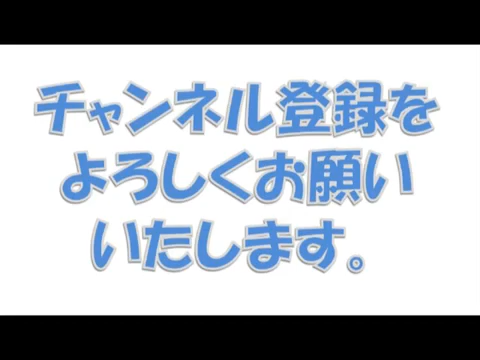 チャンネル登録を
よろしくお願い
いたします。